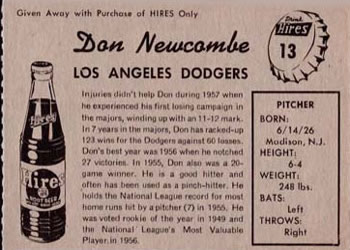 Given Away with Purchase of HIRES Only
Drink
Hires
13
Don Newcombe
LOS ANGELES DODGERS
Injuries didn't help Don during 1957 when
he experienced his first losing campaign in
the majors, winding up with an 11-12 mark.
In 7 years in the majors, Don has racked-up
123 wins for the Dodgers against 60 losses.
Don's best year was 1956 when he notched
27 victories. In 1955, Don also was a 20-
game winner. He is a good hitter and
often has been used as a pinch-hitter. He
holds the National League record for most
home runs hit by a pitcher (7) in 1955. He
was voted rookie of the year in 1949 and
the National League's Most Valuable
Player in 1956.
PITCHER
BORN:
6/14/26
Madison, N.J.
HEIGHT:
6-4
WEIGHT:
248 lbs.
BATS:
Left
THROWS:
Right
Hires
Hires
ROOT BEER